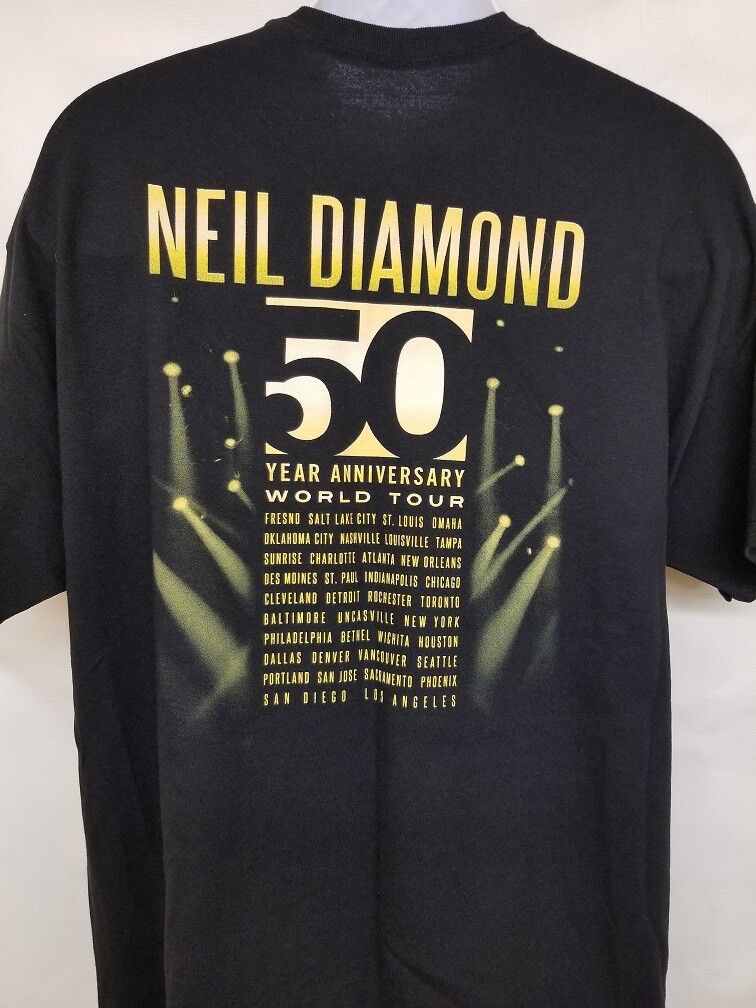 NEIL DIAMOND
50
YEAR ANNIVERSARY
WORLD TOUR
FRESNO SALT LAKE CITY ST. LOUIS OMAHA
OKLAHOMA CITY NASHVILLE LOUISVILLE TAMPA
SUNRISE CHARLOTTE ATLANTA NEW ORLEANS
DES MOINES ST. PAUL INDIANAPOLIS CHICAGO
CLEVELAND DETROIT ROCHESTER TORONTO
BALTIMORE UNCASVILLE NEW YORK
PHILADELPHIA BETHEL WICHITA HOUSTON
DALLAS DENVER VANCOUVER SEATTLE
PORTLAND SAN JOSE SACRAMENTO PHOENIX
SAN DIEGO LOS ANGELES